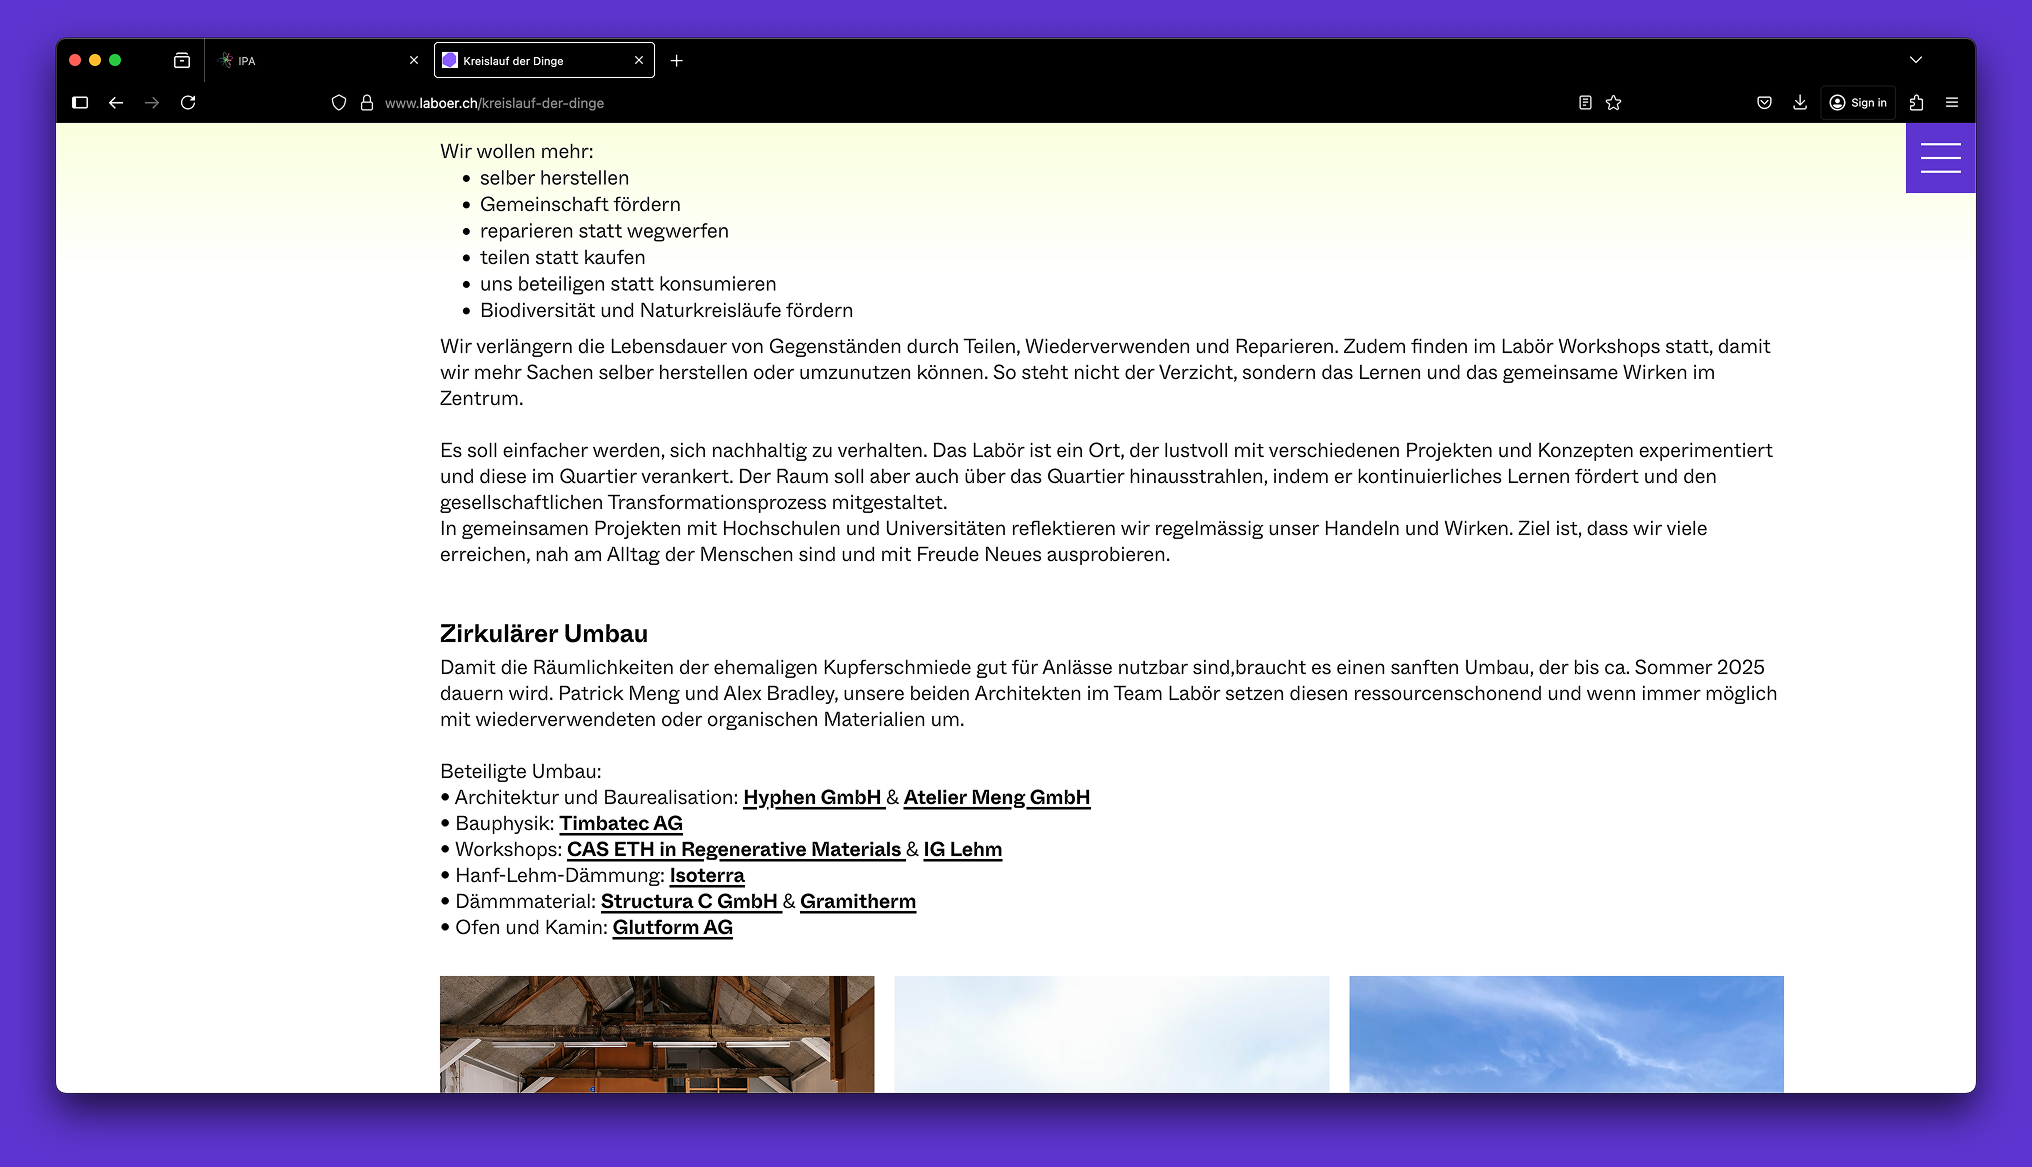 IPA
Kreislauf der Dinge
www.laboer.ch/kreislauf-der-dinge
Sign in
Wir wollen mehr:
• selber herstellen
• Gemeinschaft fördern
• reparieren statt wegwerfen
• teilen statt kaufen
• uns beteiligen statt konsumieren
• Biodiversität und Naturkreisläufe fördern
Wir verlängern die Lebensdauer von Gegenständen durch Teilen, Wiederverwenden und Reparieren. Zudem finden im Labör Workshops statt, damit
wir mehr Sachen selber herstellen oder umzunutzen können. So steht nicht der Verzicht, sondern das Lernen und das gemeinsame Wirken im
Zentrum.
Es soll einfacher werden, sich nachhaltig zu verhalten. Das Labör ist ein Ort, der lustvoll mit verschiedenen Projekten und Konzepten experimentiert
und diese im Quartier verankert. Der Raum soll aber auch über das Quartier hinausstrahlen, indem er kontinuierliches Lernen fördert und den
gesellschaftlichen Transformationsprozess mitgestaltet.
In gemeinsamen Projekten mit Hochschulen und Universitäten reflektieren wir regelmässig unser Handeln und Wirken. Ziel ist, dass wir viele
erreichen, nah am Alltag der Menschen sind und mit Freude Neues ausprobieren.
Zirkulärer Umbau
Damit die Räumlichkeiten der ehemaligen Kupferschmiede gut für Anlässe nutzbar sind,braucht es einen sanften Umbau, der bis ca. Sommer 2025
dauern wird. Patrick Meng und Alex Bradley, unsere beiden Architekten im Team Labör setzen diesen ressourcenschonend und wenn immer möglich
mit wiederverwendeten oder organischen Materialien um.
Beteiligte Umbau:
• Architektur und Baurealisation: Hyphen GmbH & Atelier Meng GmbH
• Bauphysik: Timbatec AG
• Workshops: CAS ETH in Regenerative Materials & IG Lehm
• Hanf-Lehm-Dämmung: Isoterra
• Dämmmaterial: Structura C GmbH & Gramitherm
• Ofen und Kamin: Glutform AG